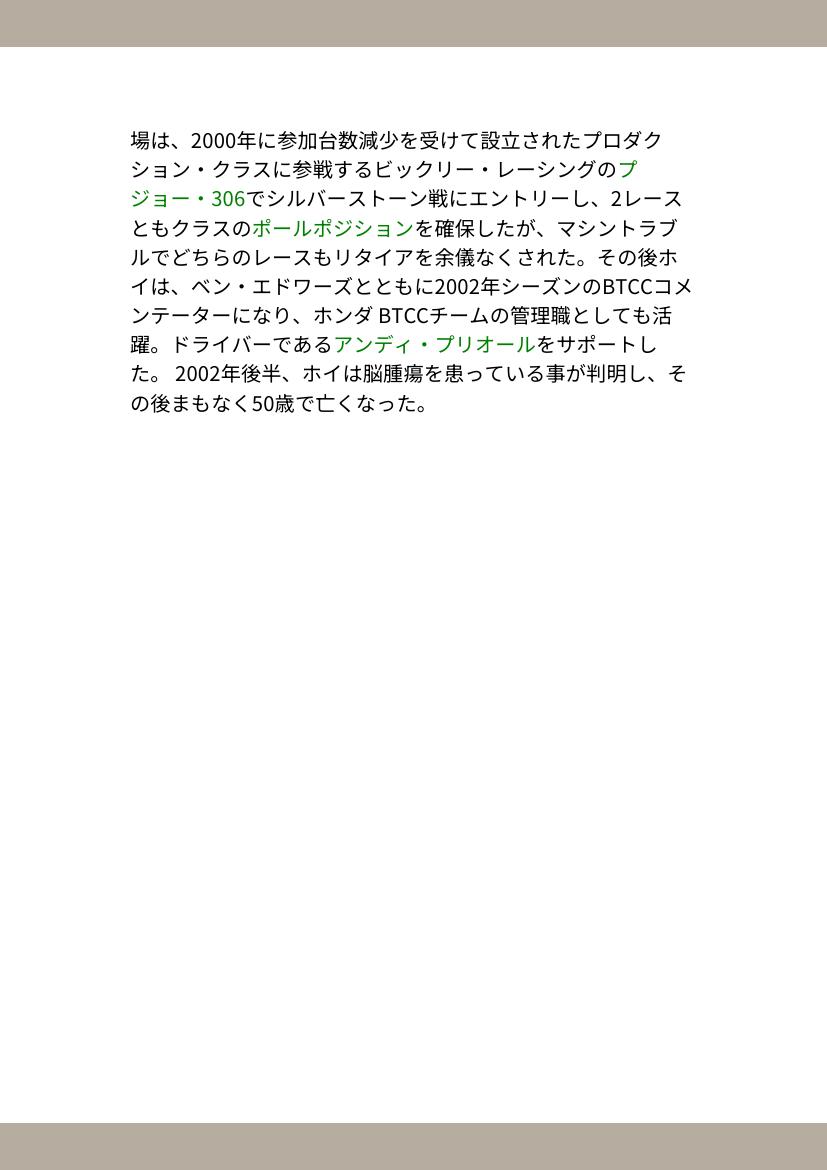 場は、2000年に参加台数減少を受けて設立されたプロダク
ション・クラスに参戦するビックリー・レーシングのプ
ジョー・306でシルバーストーン戦にエントリーし、2レース
ともクラスのポールポジションを確保したが、マシントラブ
ルでどちらのレースもリタイアを余儀なくされた。その後ホ
イは、ベン・エドワーズとともに2002年シーズンのBTCCコメ
ンテーターになり、ホンダ BTCCチームの管理職としても活
躍。ドライバーであるアンディ・プリオールをサポートし
た。 2002年後半、ホイは脳腫瘍を患っている事が判明し、そ
の後まもなく50歳で亡くなった。